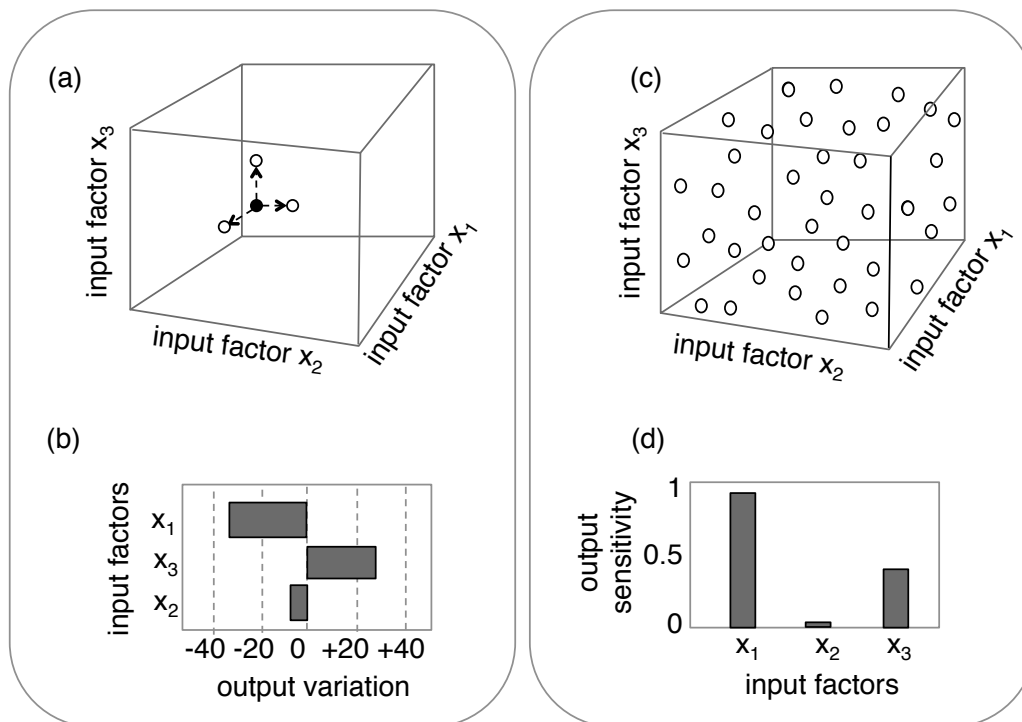 (a)
input factor x₃
input factor x₂
input factor x₁
(b)
input factors
x₁
x₃
x₂
-40 -20 0 +20 +40
output variation
(c)
input factor x₃
input factor x₂
input factor x₁
(d)
output
sensitivity
1
0.5
0
x₁ x₂ x₃
input factors